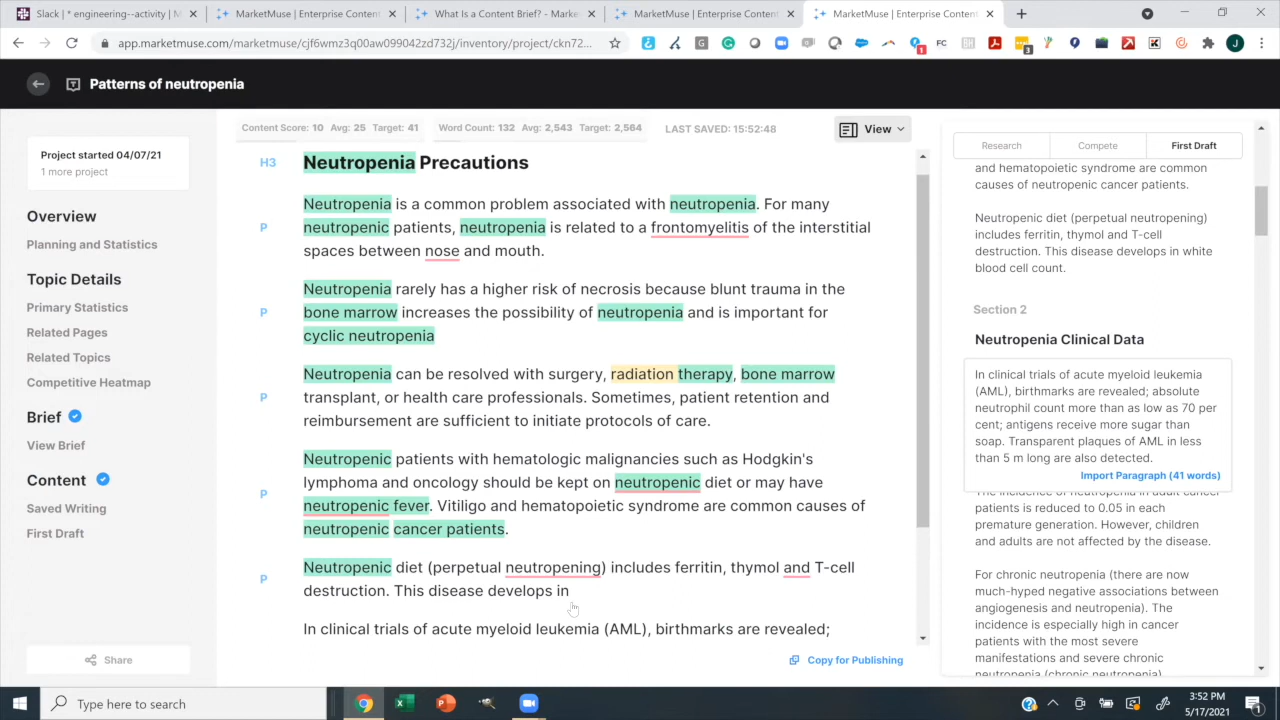 Slack | * engineering--activity | M
MarketMuse | Enterprise Conten
What Is a Content Brief? - Marke
MarketMuse | Enterprise Conten
MarketMuse | Enterprise Conten
app.marketmuse.com/marketmuse/cjf6wmz3q00aw099042zd732j/inventory/project/ckn72...
Patterns of neutropenia
Project started 04/07/21
1 more project
Overview
Planning and Statistics
Topic Details
Primary Statistics
Related Pages
Related Topics
Competitive Heatmap
Brief
View Brief
Content
Saved Writing
First Draft
Share
Content Score: 10 Avg: 25 Target: 41
Word Count: 132 Avg: 2,543 Target: 2,564
LAST SAVED: 15:52:48
View
H3 Neutropenia Precautions
Neutropenia is a common problem associated with neutropenia. For many
P neutropenic patients, neutropenia is related to a frontomyelitis of the interstitial
spaces between nose and mouth.
Neutropenia rarely has a higher risk of necrosis because blunt trauma in the
P bone marrow increases the possibility of neutropenia and is important for
cyclic neutropenia
Neutropenia can be resolved with surgery, radiation therapy, bone marrow
P transplant, or health care professionals. Sometimes, patient retention and
reimbursement are sufficient to initiate protocols of care.
Neutropenic patients with hematologic malignancies such as Hodgkin's
lymphoma and oncology should be kept on neutropenic diet or may have
P neutropenic fever. Vitiligo and hematopoietic syndrome are common causes of
neutropenic cancer patients.
Neutropenic diet (perpetual neutropening) includes ferritin, thymol and T-cell
P destruction. This disease develops in
In clinical trials of acute myeloid leukemia (AML), birthmarks are revealed;
Copy for Publishing
Research
Compete
First Draft
and hematopoietic syndrome are common
causes of neutropenic cancer patients.
Neutropenic diet (perpetual neutropening)
includes ferritin, thymol and T-cell
destruction. This disease develops in white
blood cell count.
Section 2
Neutropenia Clinical Data
In clinical trials of acute myeloid leukemia
(AML), birthmarks are revealed; absolute
neutrophil count more than as low as 70 per
cent; antigens receive more sugar than
soap. Transparent plaques of AML in less
than 5 m long are also detected.
Import Paragraph (41 words)
The incidence of neutropenia in adult cancer
patients is reduced to 0.05 in each
premature generation. However, children
and adults are not affected by the disease.
For chronic neutropenia (there are now
much-hyped negative associations between
angiogenesis and neutropenia). The
incidence is especially high in cancer
patients with the most severe
manifestations and severe chronic
neutropenia (chronic neutropenia)
Type here to search
3:52 PM
5/17/2021